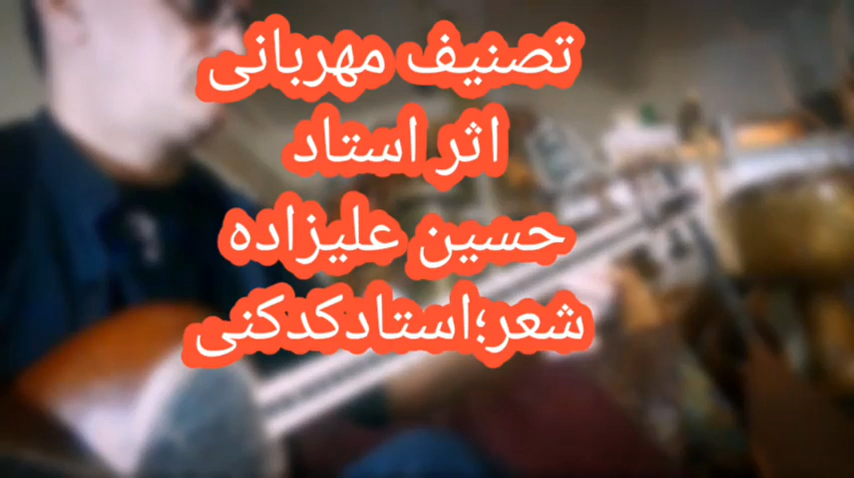 تصنیف مهربانی
اثر استاد
حسین علیزاده
شعر؛استادکدکنی